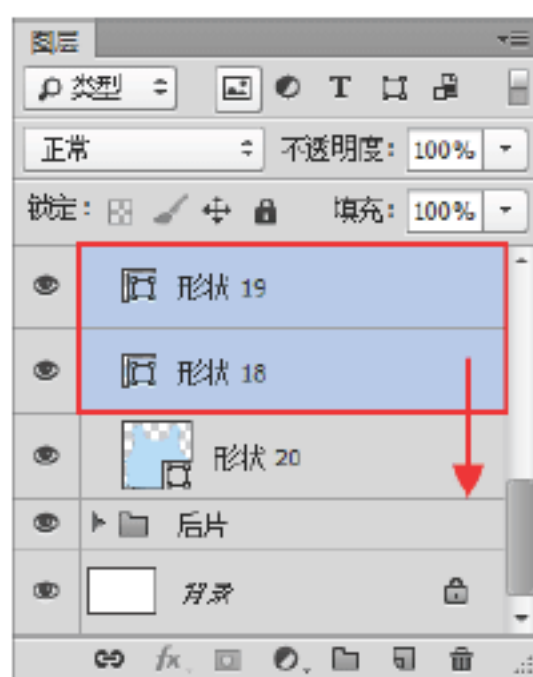 图层
类型
T
正常 不透明度: 100%
锁定: 填充: 100%
形状 19
形状 18
形状 20
后片
背景
fx